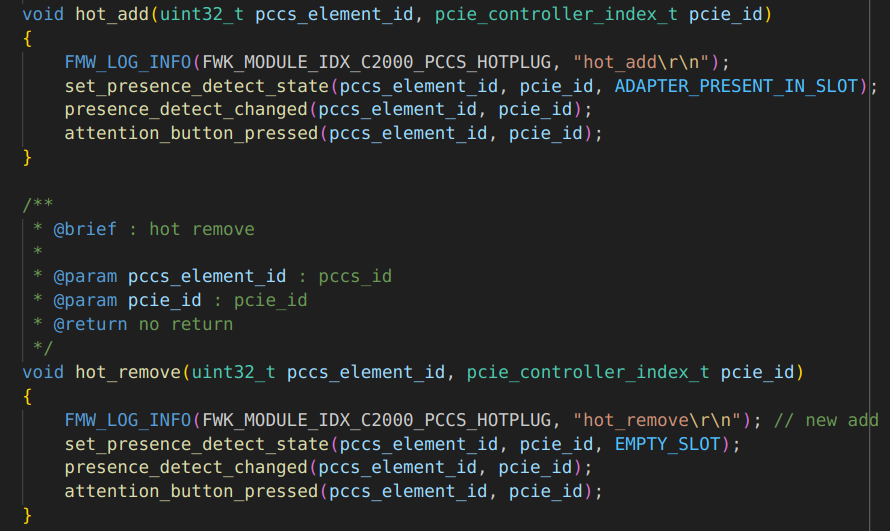 void hot_add(uint32_t pccs_element_id, pcie_controller_index_t pcie_id)
{
    FMW_LOG_INFO(FWK_MODULE_IDX_C2000_PCCS_HOTPLUG, "hot_add\r\n");
    set_presence_detect_state(pccs_element_id, pcie_id, ADAPTER_PRESENT_IN_SLOT);
    presence_detect_changed(pccs_element_id, pcie_id);
    attention_button_pressed(pccs_element_id, pcie_id);
}

/**
 * @brief : hot remove
 *
 * @param pccs_element_id : pccs_id
 * @param pcie_id : pcie_id
 * @return no return
 */
void hot_remove(uint32_t pccs_element_id, pcie_controller_index_t pcie_id)
{
    FMW_LOG_INFO(FWK_MODULE_IDX_C2000_PCCS_HOTPLUG, "hot_remove\r\n"); // new add
    set_presence_detect_state(pccs_element_id, pcie_id, EMPTY_SLOT);
    presence_detect_changed(pccs_element_id, pcie_id);
    attention_button_pressed(pccs_element_id, pcie_id);
}